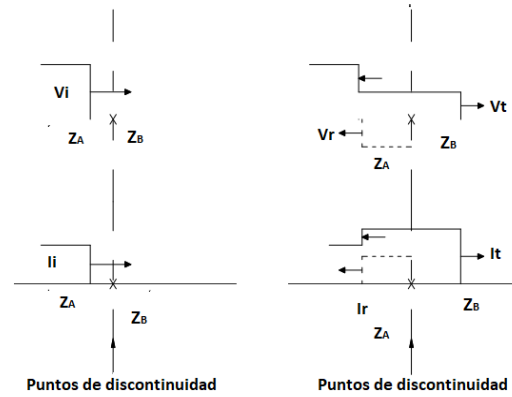 Vi
ZA
ZB
Vr
Vt
ZA
ZB
Ii
ZA
ZB
It
Ir
ZB
ZA
Puntos de discontinuidad
Puntos de discontinuidad